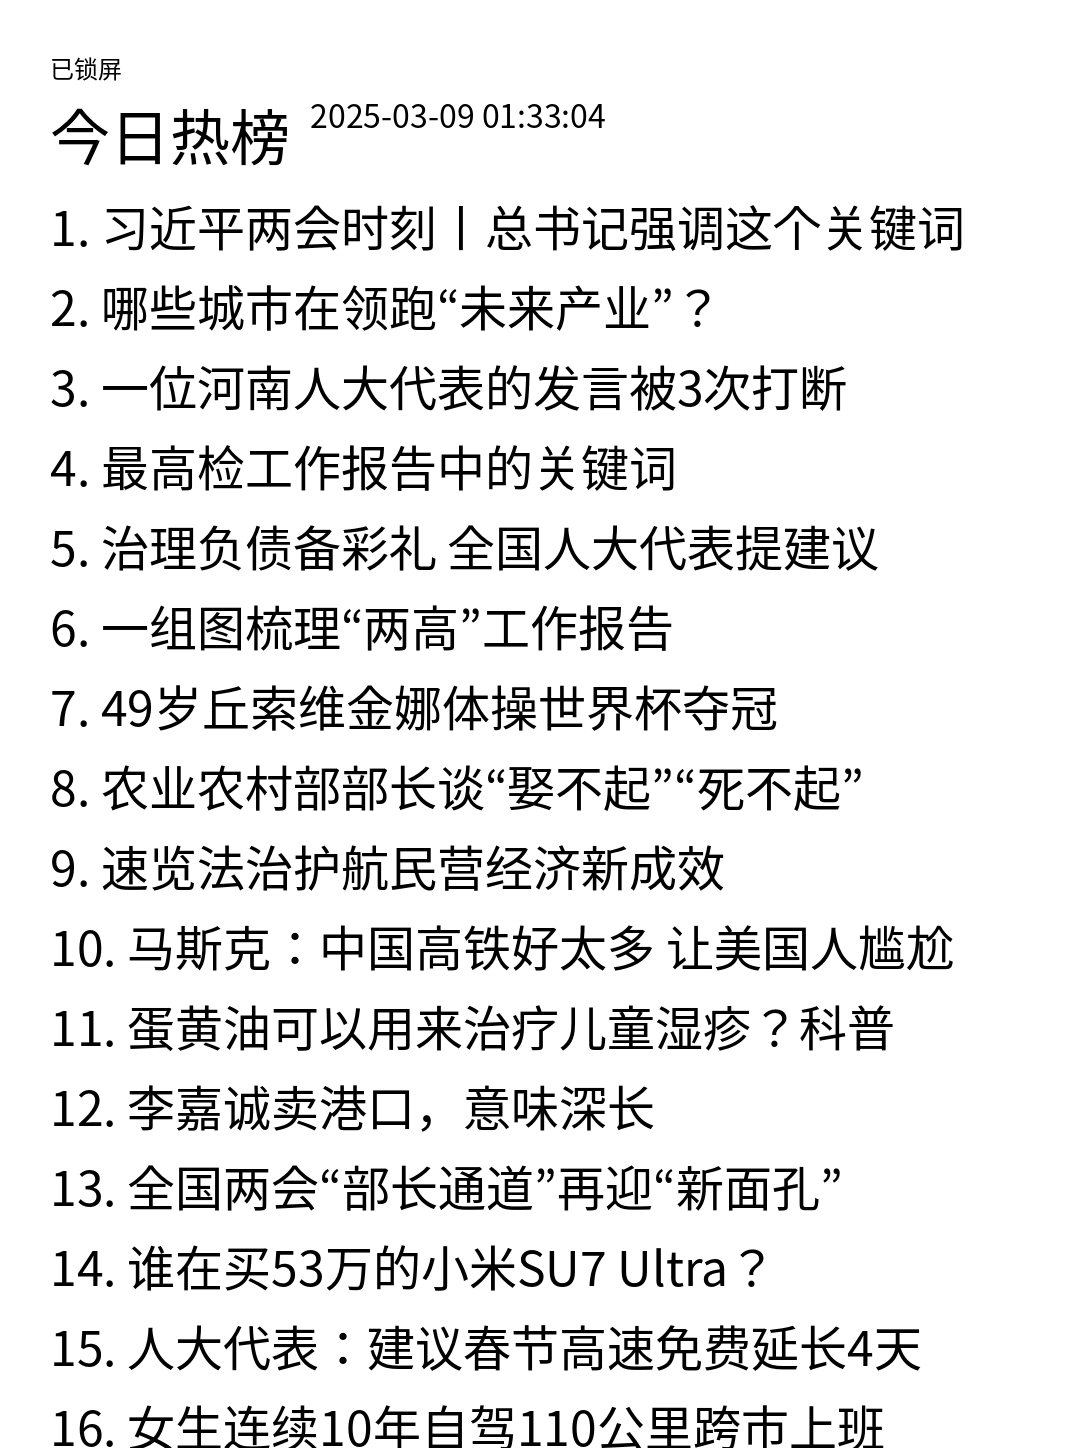 已锁屏
今日热榜 2025-03-09 01:33:04
1. 习近平两会时刻丨总书记强调这个关键词
2. 哪些城市在领跑“未来产业”？
3. 一位河南人大代表的发言被3次打断
4. 最高检工作报告中的关键词
5. 治理负债备彩礼 全国人大代表提建议
6. 一组图梳理“两高”工作报告
7. 49岁丘索维金娜体操世界杯夺冠
8. 农业农村部部长谈“娶不起”“死不起”
9. 速览法治护航民营经济新成效
10. 马斯克：中国高铁好太多 让美国人尴尬
11. 蛋黄油可以用来治疗儿童湿疹？科普
12. 李嘉诚卖港口，意味深长
13. 全国两会“部长通道”再迎“新面孔”
14. 谁在买53万的小米SU7 Ultra？
15. 人大代表：建议春节高速免费延长4天
16. 女生连续10年自驾110公里跨市上班